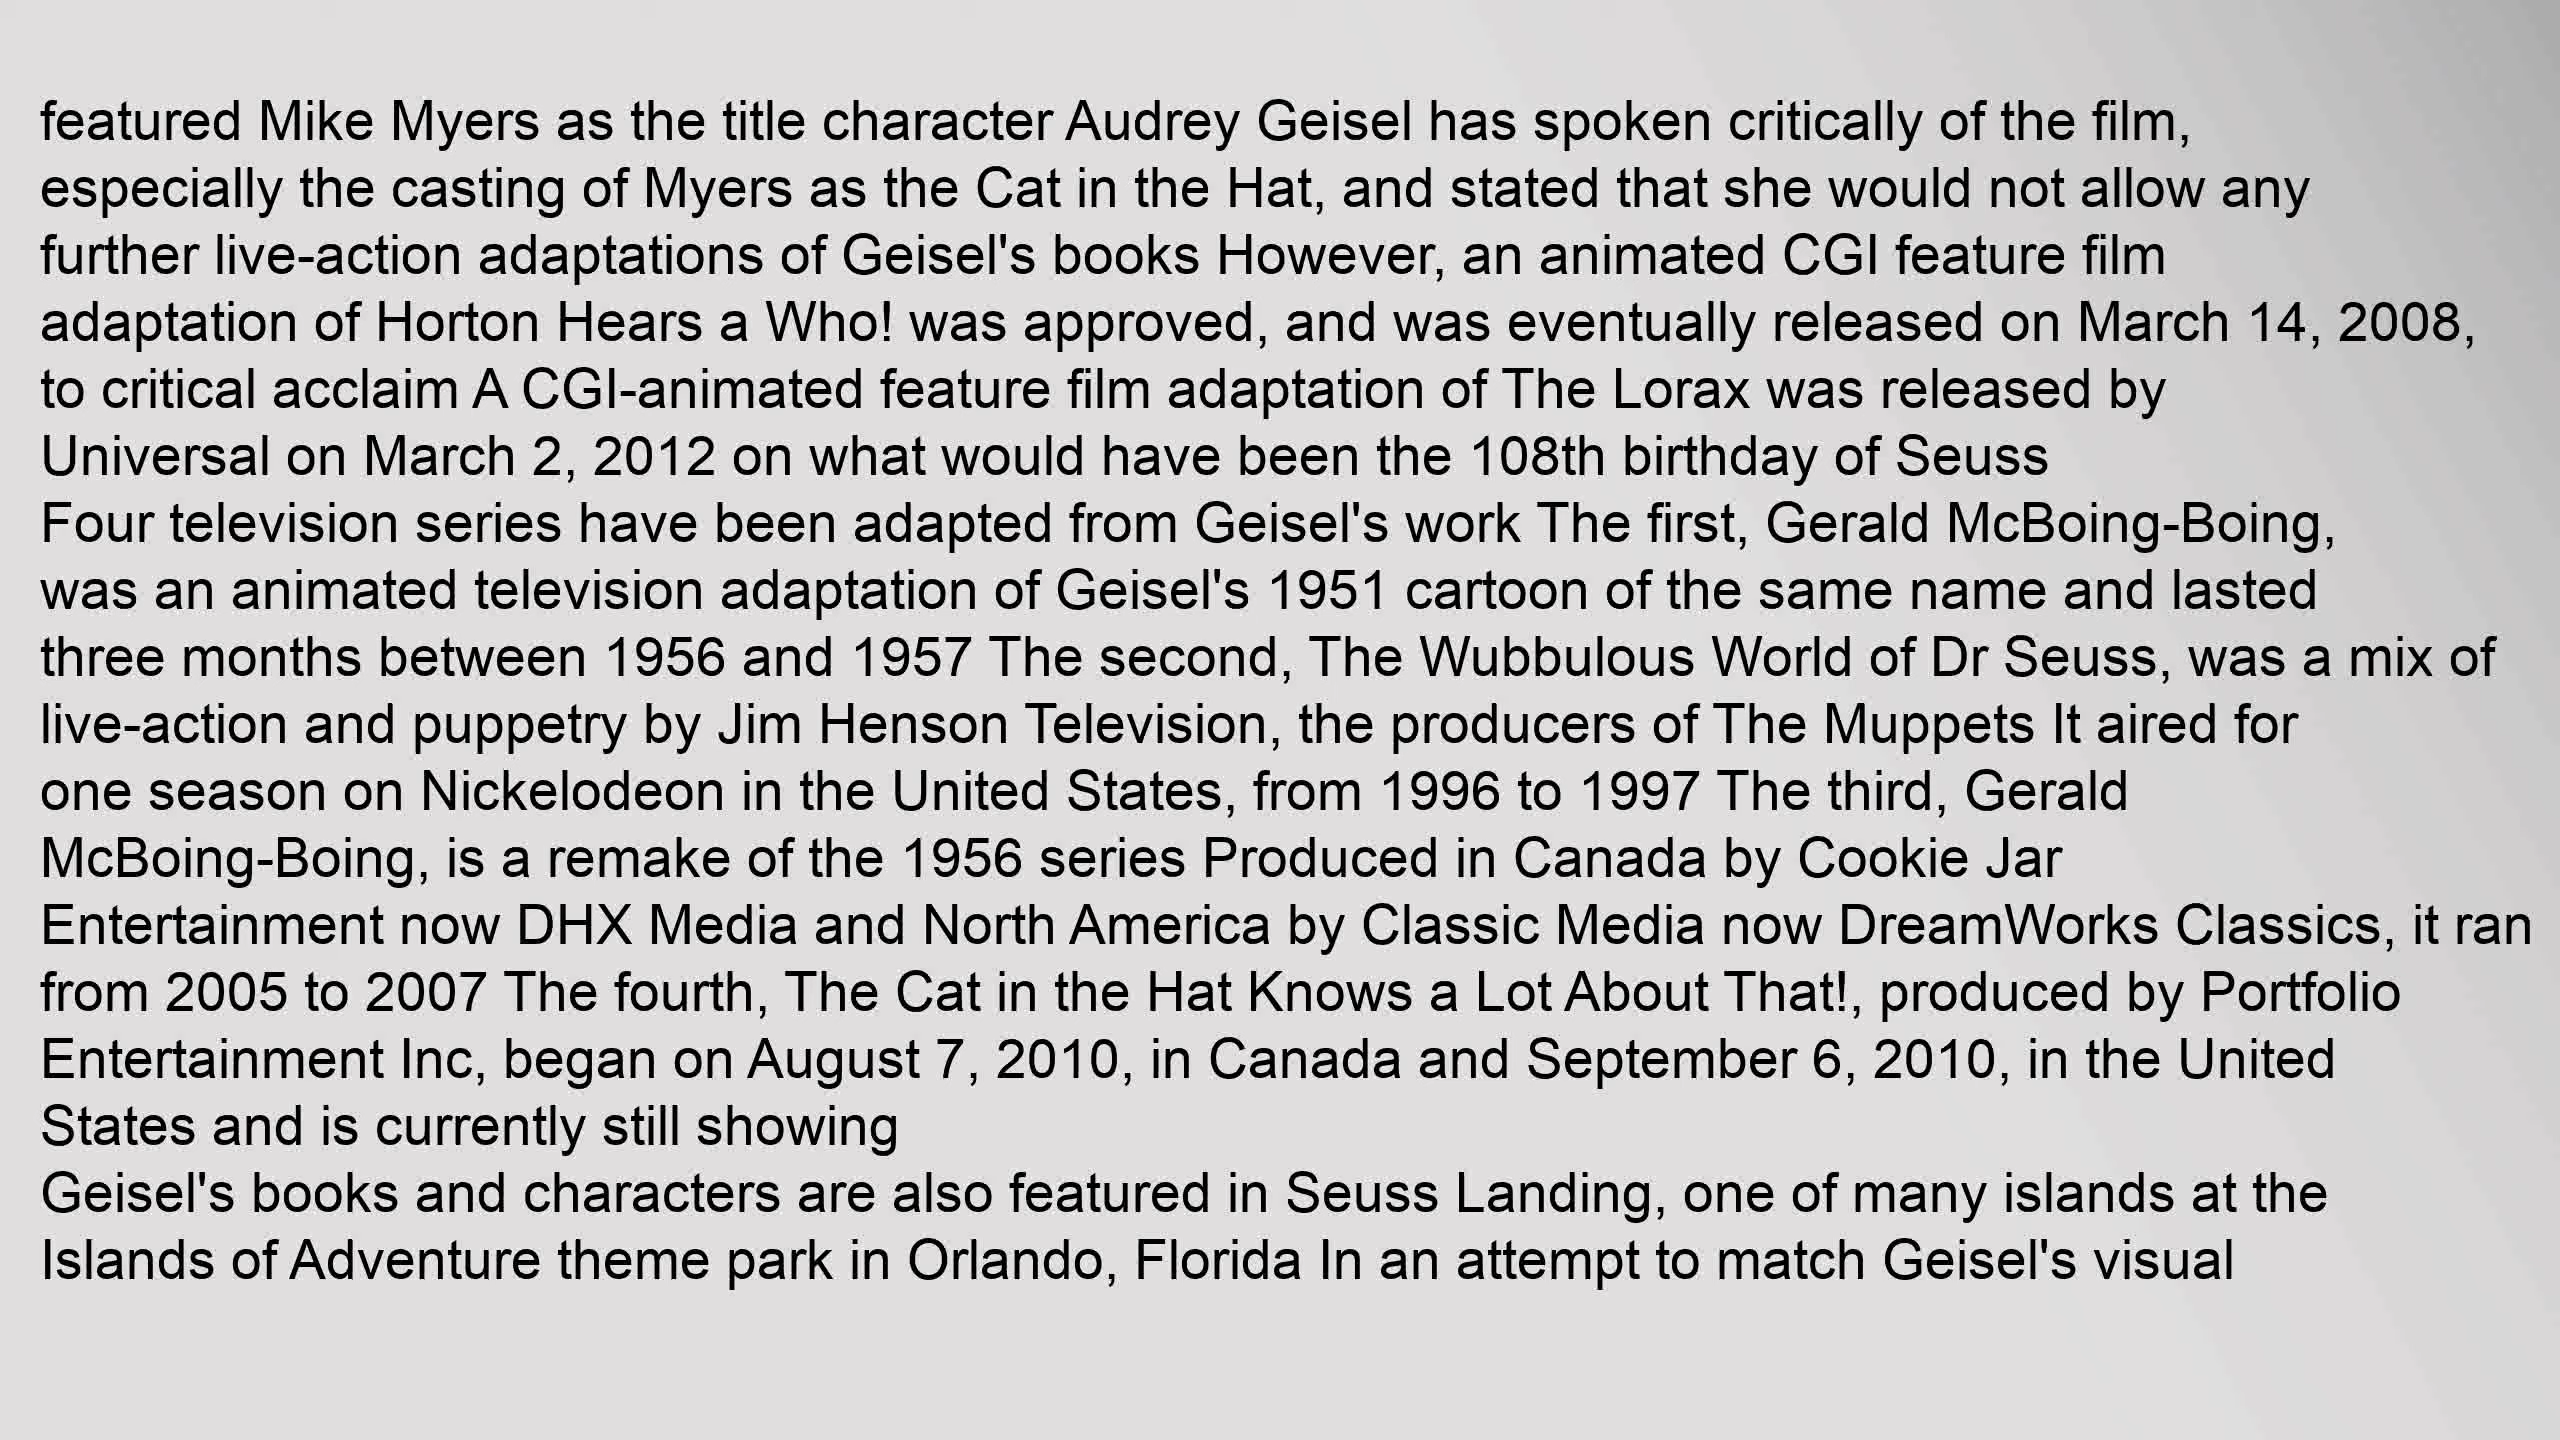 featured Mike Myers as the title character Audrey Geisel has spoken critically of the film,
especially the casting of Myers as the Cat in the Hat, and stated that she would not allow any
further live-action adaptations of Geisel's books However, an animated CGI feature film
adaptation of Horton Hears a Who! was approved, and was eventually released on March 14, 2008,
to critical acclaim A CGI-animated feature film adaptation of The Lorax was released by
Universal on March 2, 2012 on what would have been the 108th birthday of Seuss
Four television series have been adapted from Geisel's work The first, Gerald McBoing-Boing,
was an animated television adaptation of Geisel's 1951 cartoon of the same name and lasted
three months between 1956 and 1957 The second, The Wubbulous World of Dr Seuss, was a mix of
live-action and puppetry by Jim Henson Television, the producers of The Muppets It aired for
one season on Nickelodeon in the United States, from 1996 to 1997 The third, Gerald
McBoing-Boing, is a remake of the 1956 series Produced in Canada by Cookie Jar
Entertainment now DHX Media and North America by Classic Media now DreamWorks Classics, it ran
from 2005 to 2007 The fourth, The Cat in the Hat Knows a Lot About That!, produced by Portfolio
Entertainment Inc, began on August 7, 2010, in Canada and September 6, 2010, in the United
States and is currently still showing
Geisel's books and characters are also featured in Seuss Landing, one of many islands at the
Islands of Adventure theme park in Orlando, Florida In an attempt to match Geisel's visual